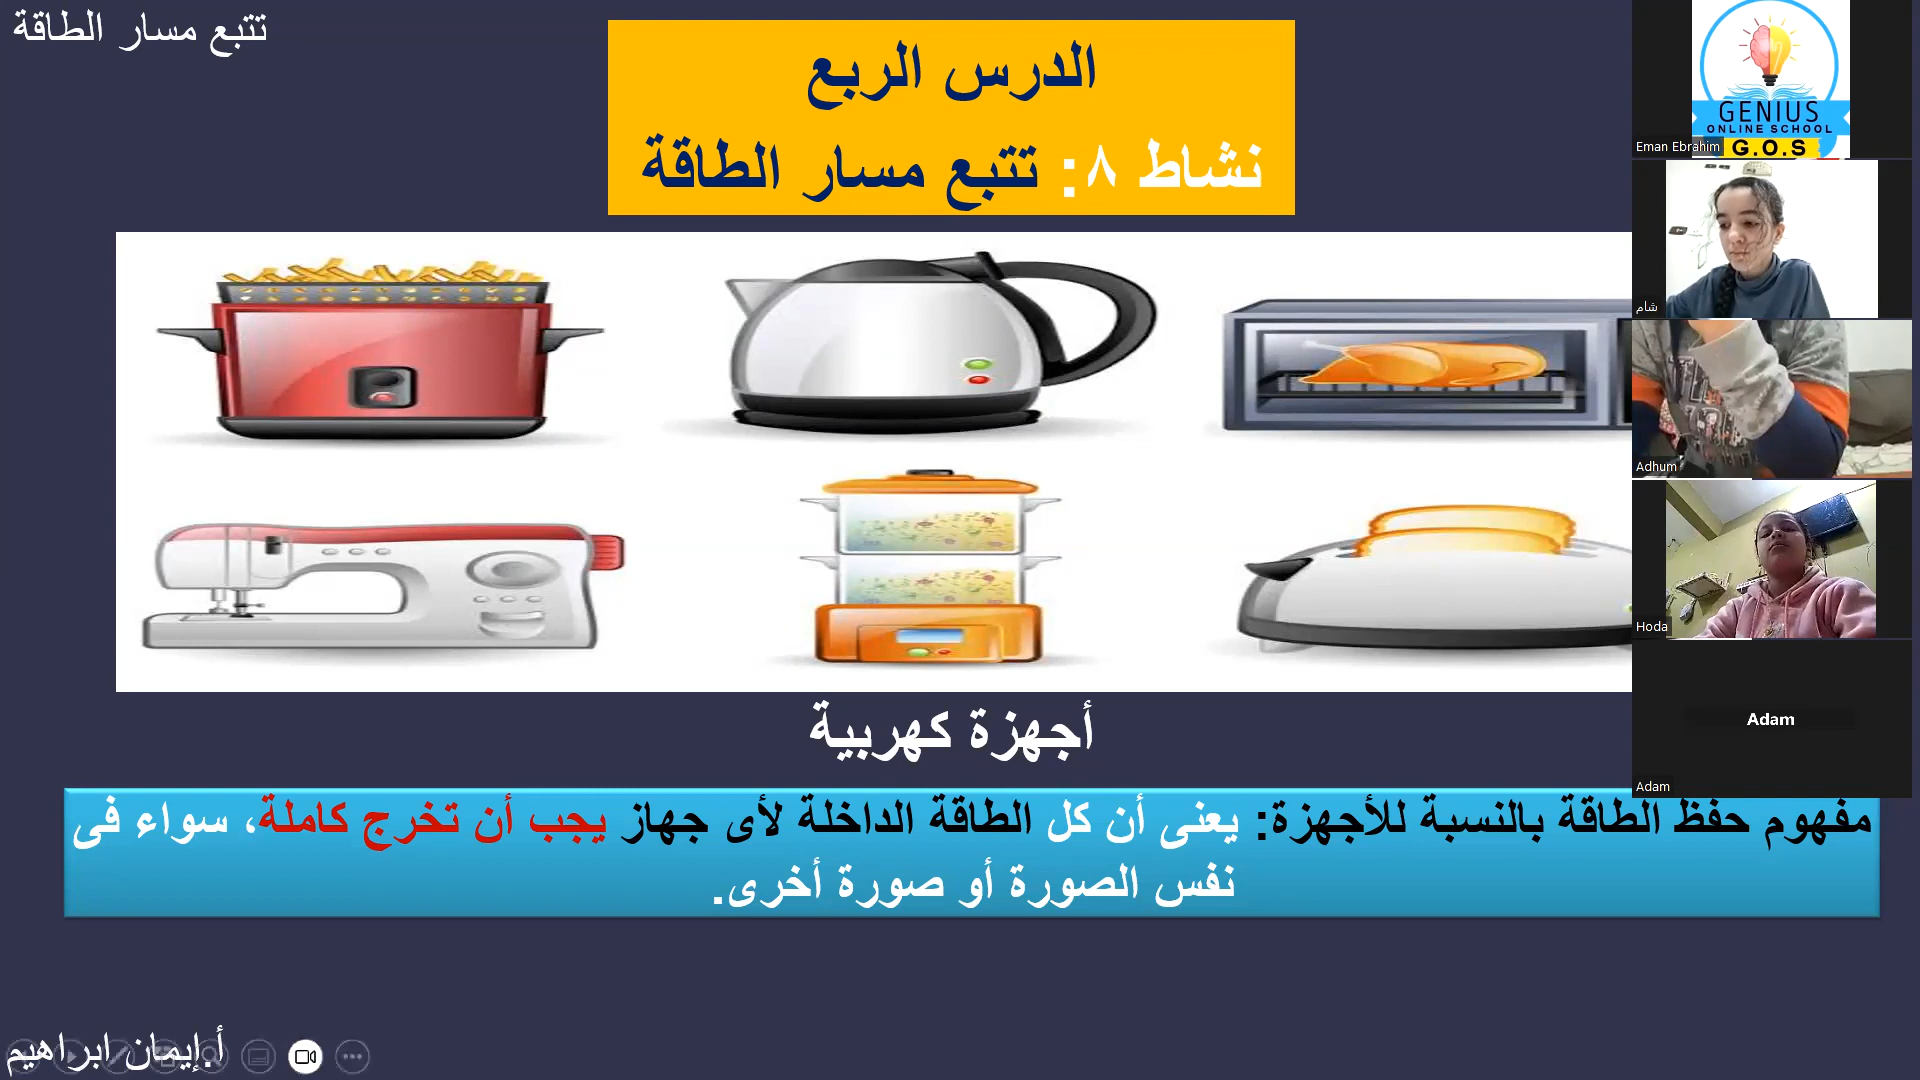 تتبع مسار الطاقة
الدرس الربع
نشاط ٨: تتبع مسار الطاقة
أجهزة كهربية
مفهوم حفظ الطاقة بالنسبة للأجهزة: يعنى أن كل الطاقة الداخلة لأى جهاز يجب أن تخرج كاملة، سواء فى
نفس الصورة أو صورة أخرى.
أ.إيمان ابراهيم
GENIUS
ONLINE SCHOOL
G.O.S
Eman Ebrahim
شام
Adhum
Hoda
Adam
Adam